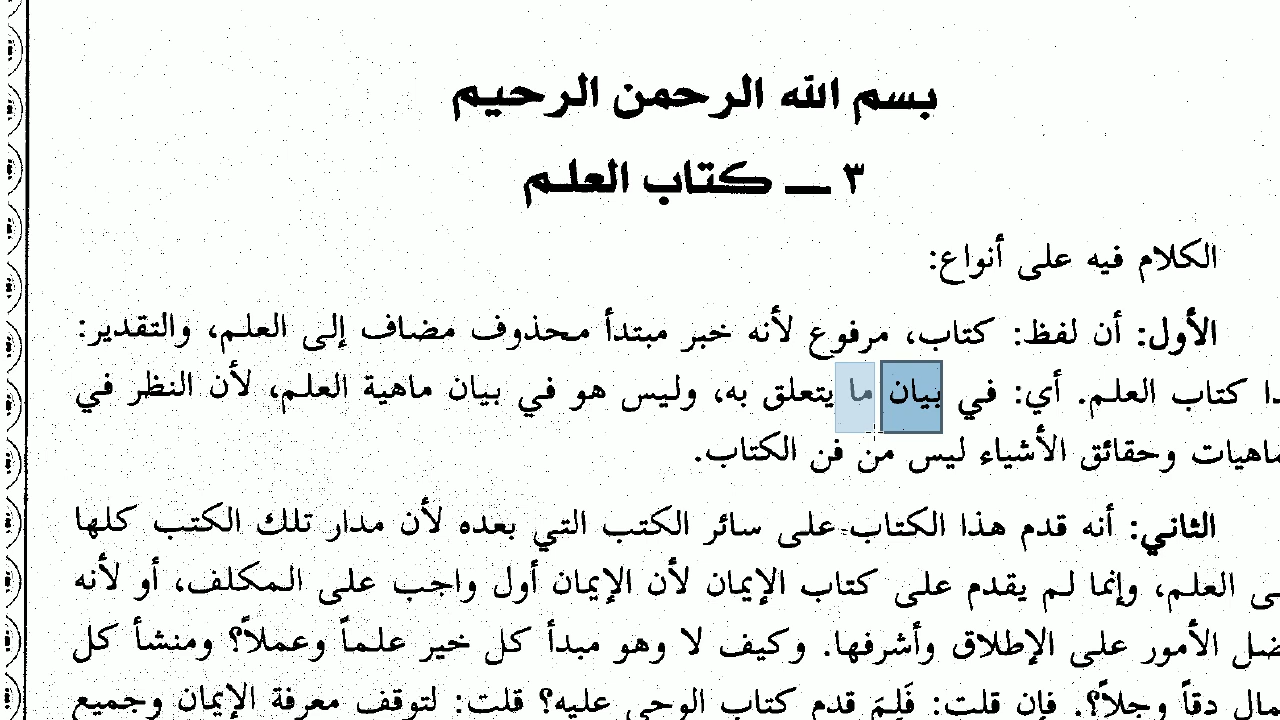 بسم الله الرحمن الرحيم
٣ — كتاب العلم
الكلام فيه على أنواع:
الأول: أن لفظ: كتاب، مرفوع لأنه خبر مبتدأ محذوف مضاف إلى العلم، والتقدير:
كتاب العلم. أي: في بيان ما يتعلق به، وليس هو في بيان ماهية العلم، لأن النظر في
وحقائق الأشياء ليس من فن الكتاب.
الثاني: أنه قدم هذا الكتاب على سائر الكتب التي بعده لأن مدار تلك الكتب كلها
العلم، وإنما لم يقدم على كتاب الإيمان لأن الإيمان أول واجب على المكلف، أو لأنه
الأمور على الإطلاق وأشرفها. وكيف لا وهو مبدأ كل خير علماً وعملاً؟ ومنشأ كل
دقاً وجلاً؟. فإن قلت: فَلِمَ قدم كتاب الوحي عليه؟ قلت: لتوقف معرفة الإيمان وجميع